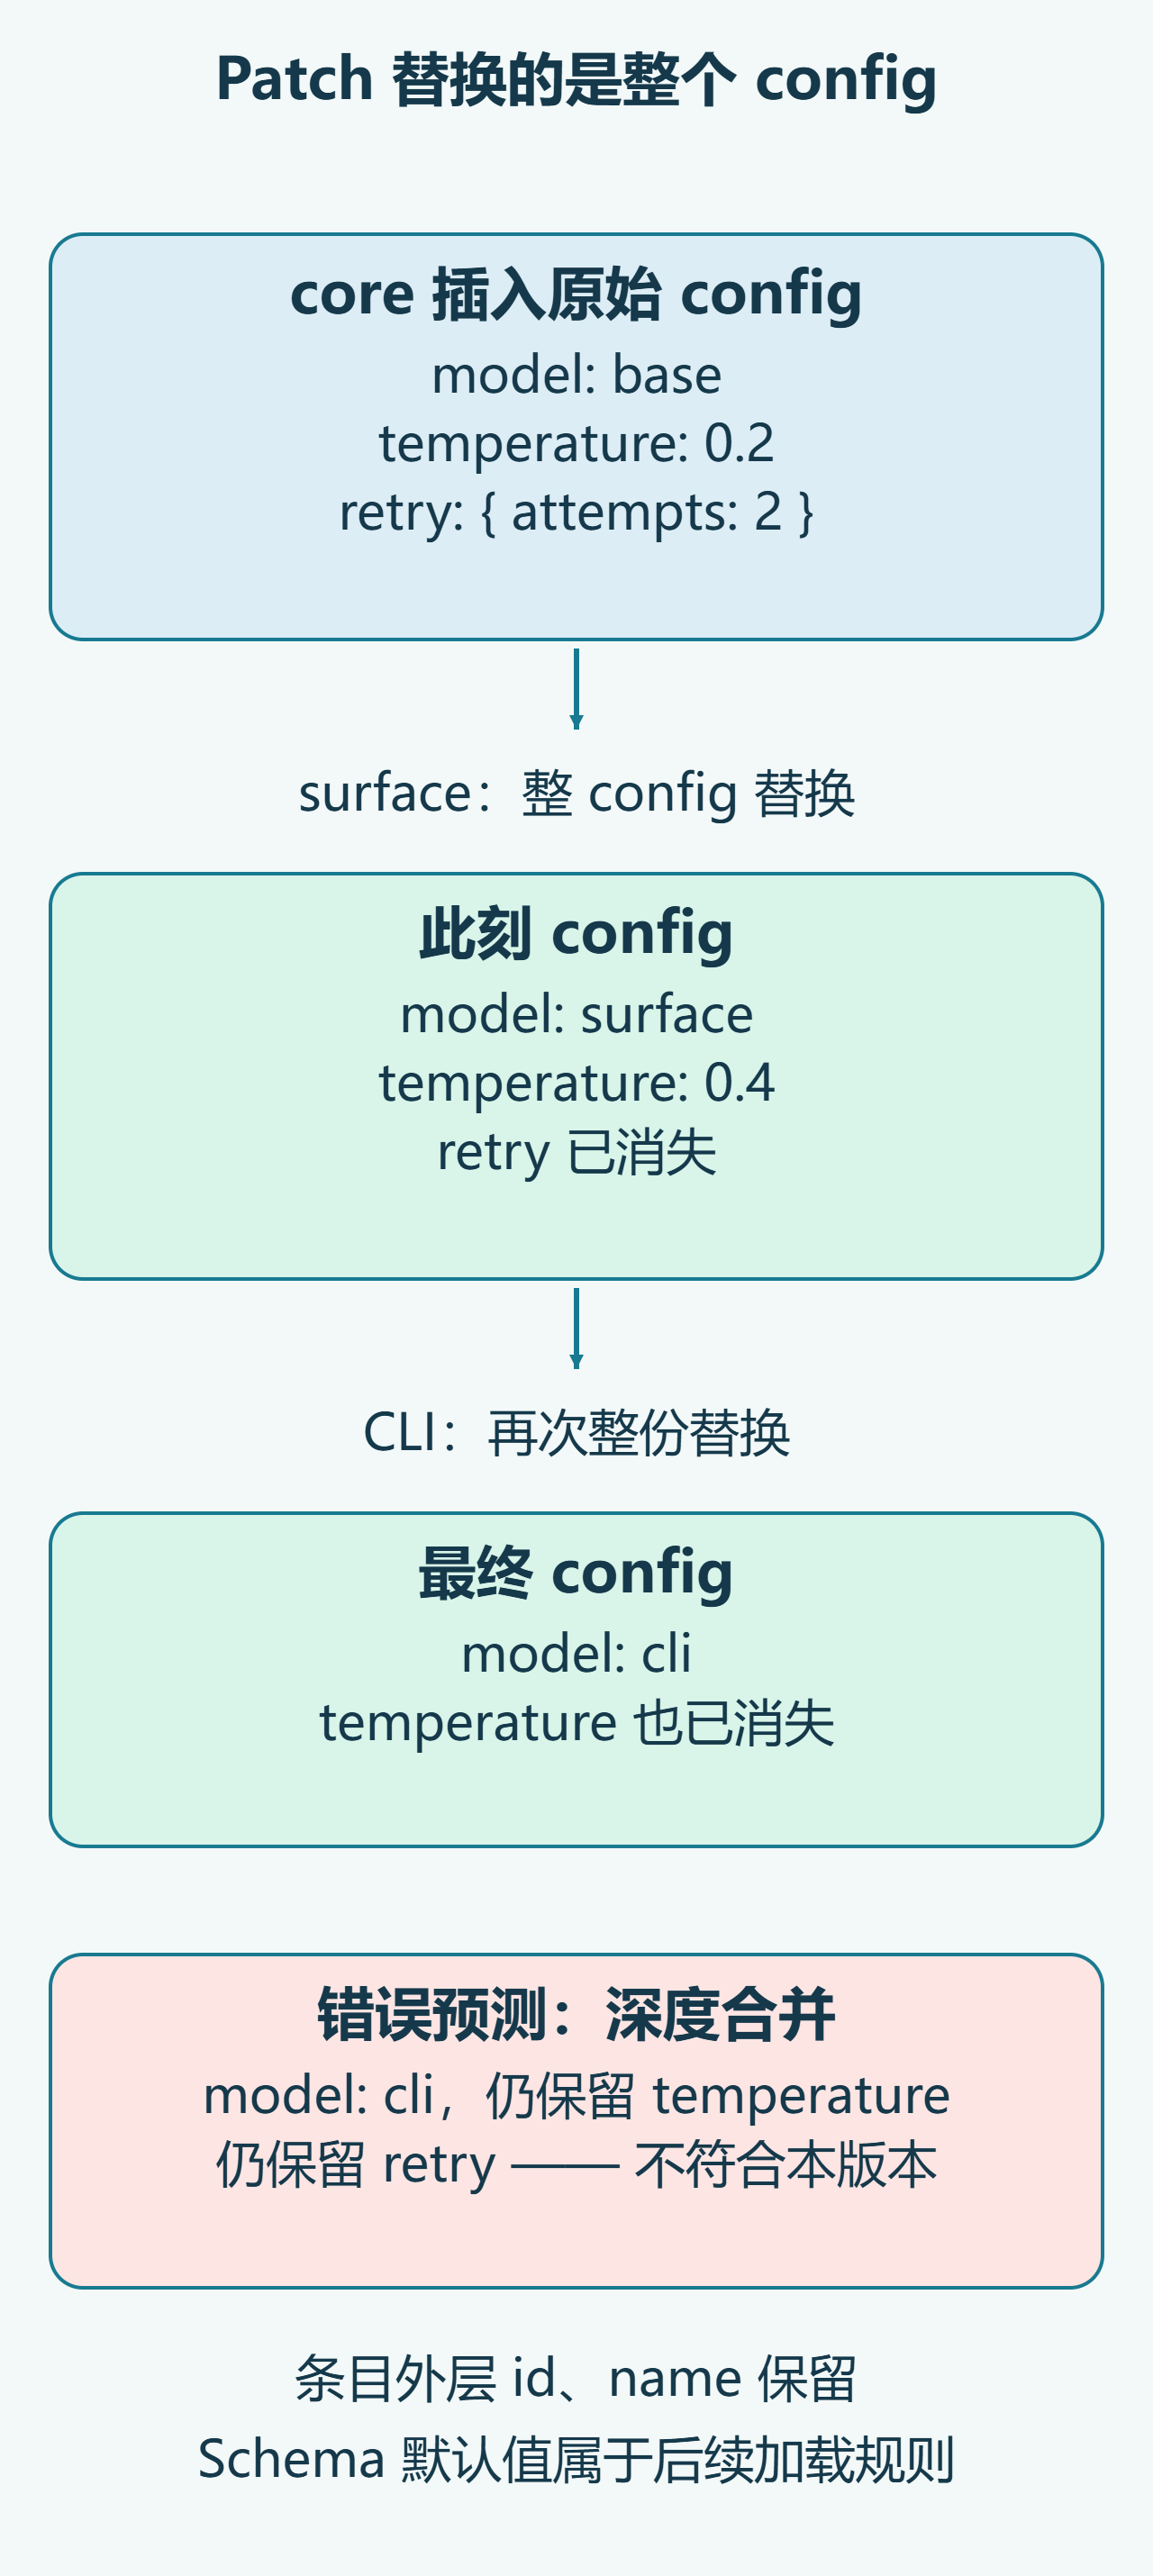 Patch 替换的是整个 config
core 插入原始 config
model: base
temperature: 0.2
retry: { attempts: 2 }
surface：整 config 替换
此刻 config
model: surface
temperature: 0.4
retry 已消失
CLI：再次整份替换
最终 config
model: cli
temperature 也已消失
错误预测：深度合并
model: cli，仍保留 temperature
仍保留 retry —— 不符合本版本
条目外层 id、name 保留
Schema 默认值属于后续加载规则